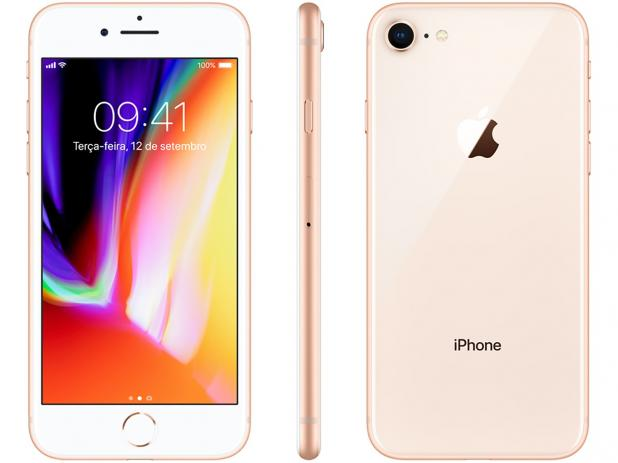 100%
09:41
Terça-feira, 12 de setembro
iPhone